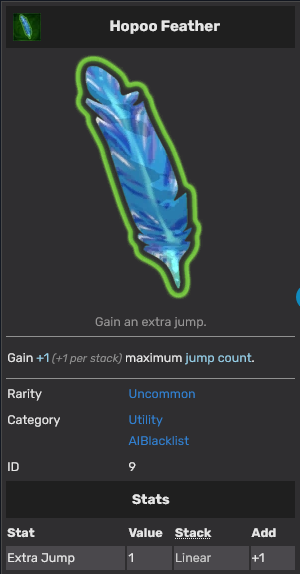 Hopoo Feather
Gain an extra jump.
Gain +1 (+1 per stack) maximum jump count.
Rarity Uncommon
Category Utility
AIBlacklist
ID 9
Stats
Stat Value Stack Add
Extra Jump 1 Linear +1